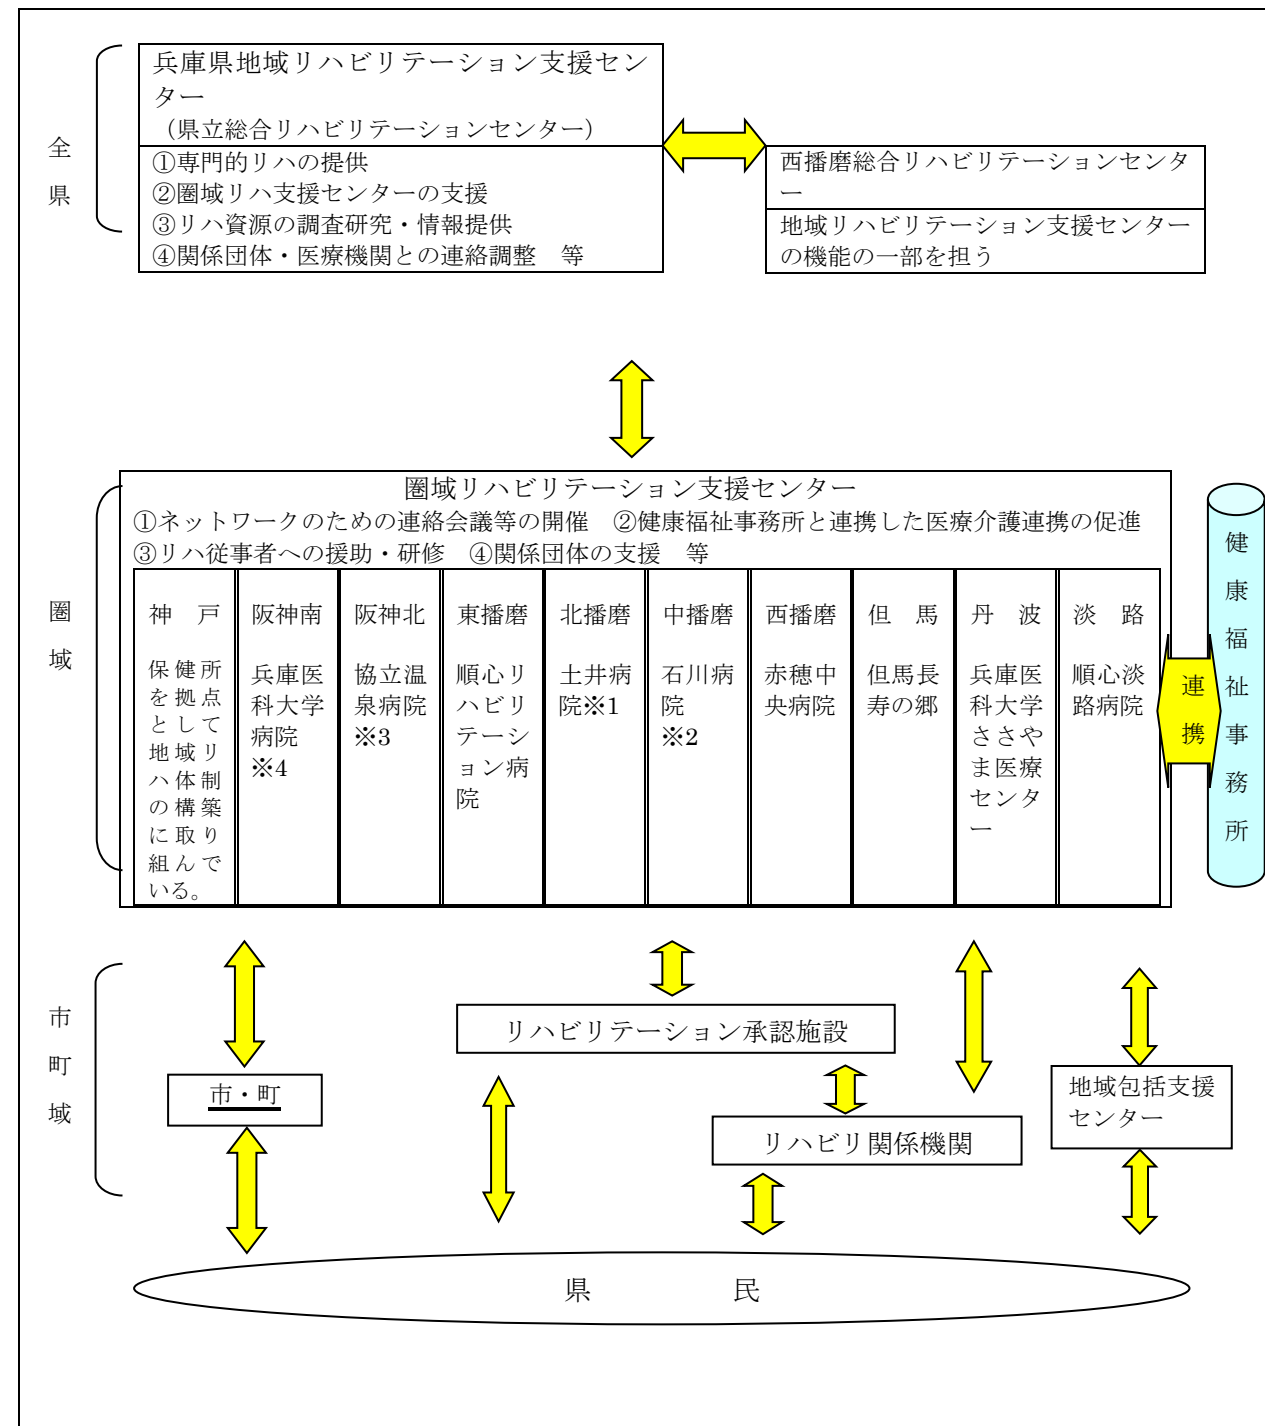 全
県
兵庫県地域リハビリテーション支援セン
ター
（県立総合リハビリテーションセンター）
①専門的リハの提供
②圏域リハ支援センターの支援
③リハ資源の調査研究・情報提供
④関係団体・医療機関との連絡調整　等
西播磨総合リハビリテーションセンタ
ー
地域リハビリテーション支援センター
の機能の一部を担う
圏
域
圏域リハビリテーション支援センター
①ネットワークのための連絡会議等の開催　②健康福祉事務所と連携した医療介護連携の促進
③リハ従事者への援助・研修　④関係団体の支援　等
神　戸
保健所
を拠点
として
地域リ
ハ体制
の構築
に取り
組んで
いる。
阪神南
兵庫医
科大学
病院
※4
阪神北
協立温
泉病院
※3
東播磨
順心リ
ハビリ
テーシ
ョン病
院
北播磨
土井病
院※1
中播磨
石川病
院
※2
西播磨
赤穂中
央病院
但　馬
但馬長
寿の郷
丹　波
兵庫医
科大学
ささや
ま医療
センタ
ー
淡　路
順心淡
路病院
連
携
健
康
福
祉
事
務
所
市
町
域
リハビリテーション承認施設
市・町
地域包括支援
センター
リハビリ関係機関
県　　　　　民